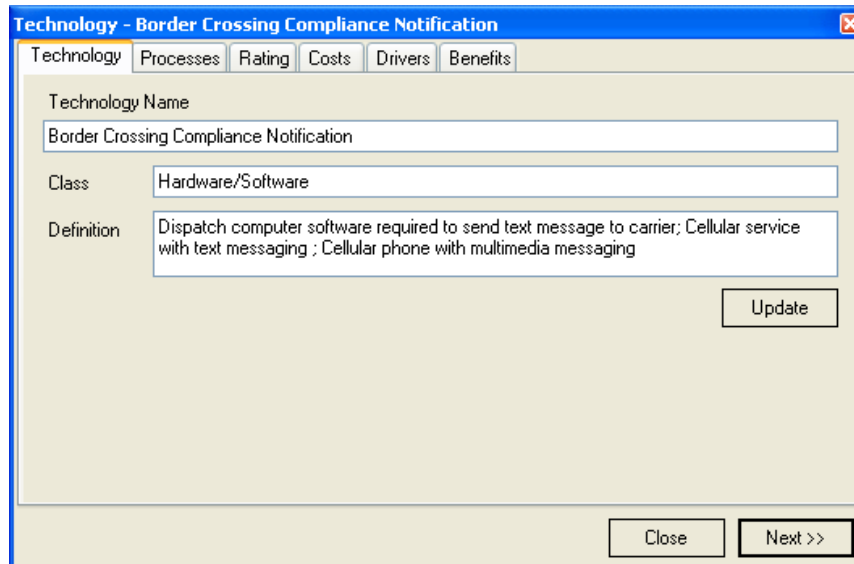 Technology - Border Crossing Compliance Notification
Technology Processes Rating Costs Drivers Benefits
Technology Name
Border Crossing Compliance Notification
Class Hardware/Software
Definition Dispatch computer software required to send text message to carrier; Cellular service
with text messaging ; Cellular phone with multimedia messaging
Update
Close Next >>